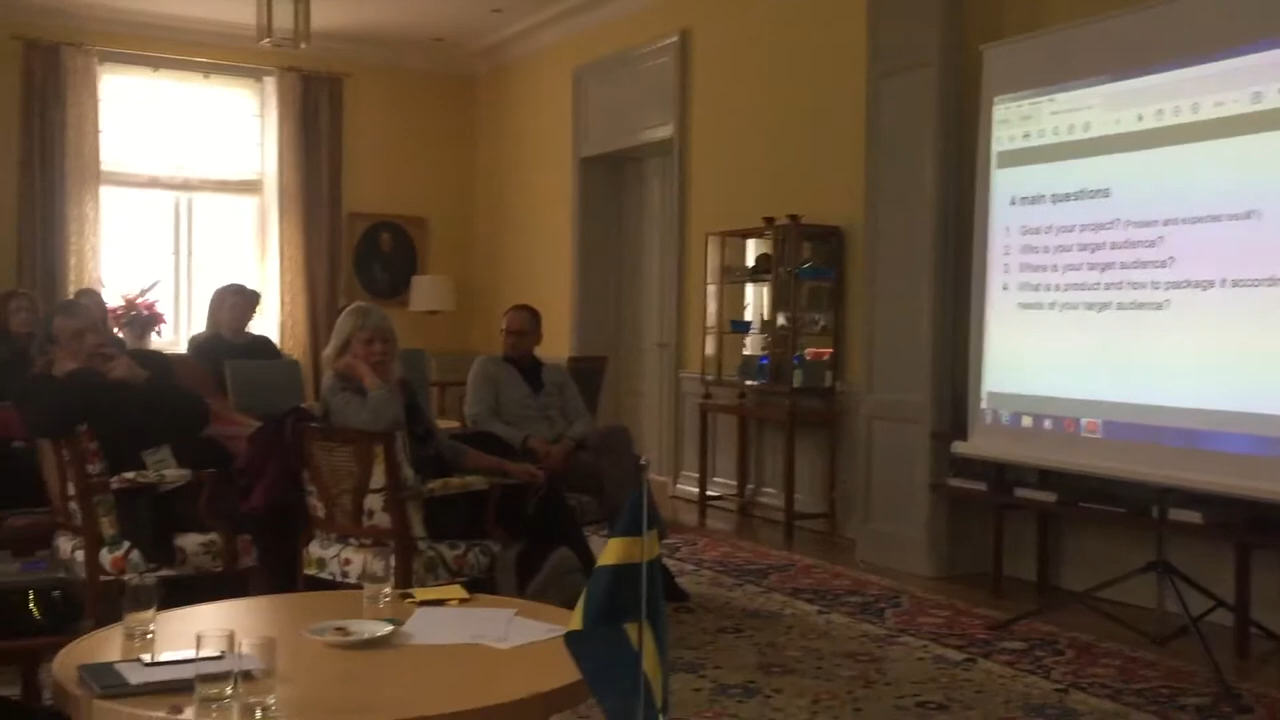 4 main questions
1. Goal of your project? (Problem and expected result?)
2. Who is your target audience?
3. Where is your target audience?
4. What is a product and how to package it accordin
needs of your target audience?